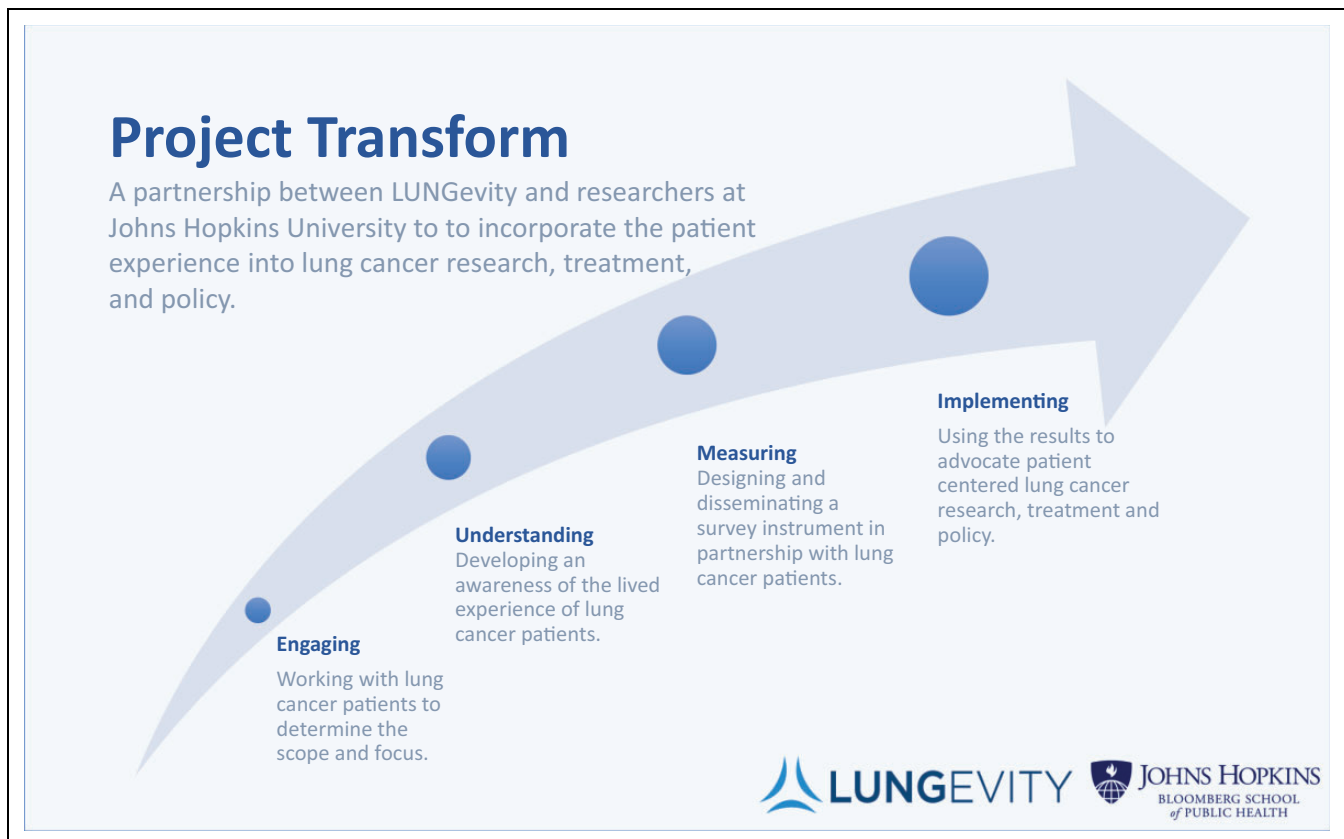 Project Transform
A partnership between LUNGevity and researchers at
Johns Hopkins University to to incorporate the patient
experience into lung cancer research, treatment,
and policy.
Engaging
Working with lung
cancer patients to
determine the
scope and focus.
Understanding
Developing an
awareness of the lived
experience of lung
cancer patients.
Measuring
Designing and
disseminating a
survey instrument in
partnership with lung
cancer patients.
Implementing
Using the results to
advocate patient
centered lung cancer
research, treatment and
policy.
LUNGEVITY
JOHNS HOPKINS
BLOOMBERG SCHOOL
of PUBLIC HEALTH